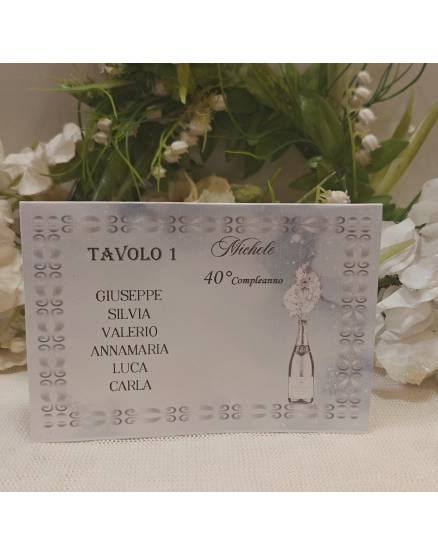 TAVOLO 1
Michele
40° Compleanno
GIUSEPPE
SILVIA
VALERIO
ANNAMARIA
LUCA
CARLA